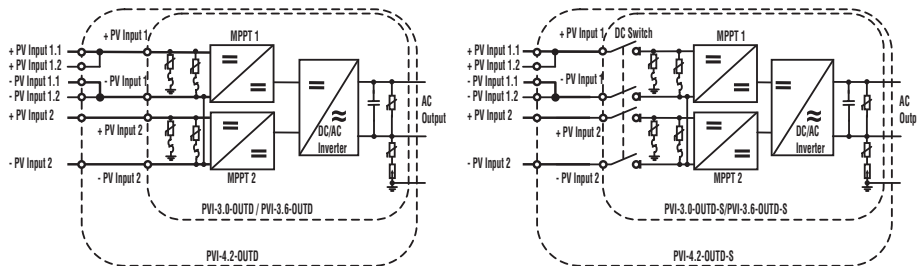 + PV Input 1
MPPT 1
+ PV Input 1.1
+ PV Input 1.2
- PV Input 1.1
- PV Input 1
- PV Input 1.2
+ PV Input 2
+ PV Input 2
DC/AC
Inverter
AC
Output
- PV Input 2
MPPT 2
- PV Input 2
PVI-3.0-OUTD / PVI-3.6-OUTD
PVI-4.2-OUTD
+ PV Input 1
DC Switch
MPPT 1
+ PV Input 1.1
+ PV Input 1.2
- PV Input 1.1
- PV Input 1
- PV Input 1.2
+ PV Input 2
+ PV Input 2
DC/AC
Inverter
AC
Outp
- PV Input 2
MPPT 2
- PV Input 2
PVI-3.0-OUTD-S/PVI-3.6-OUTD-S
PVI-4.2-OUTD-S